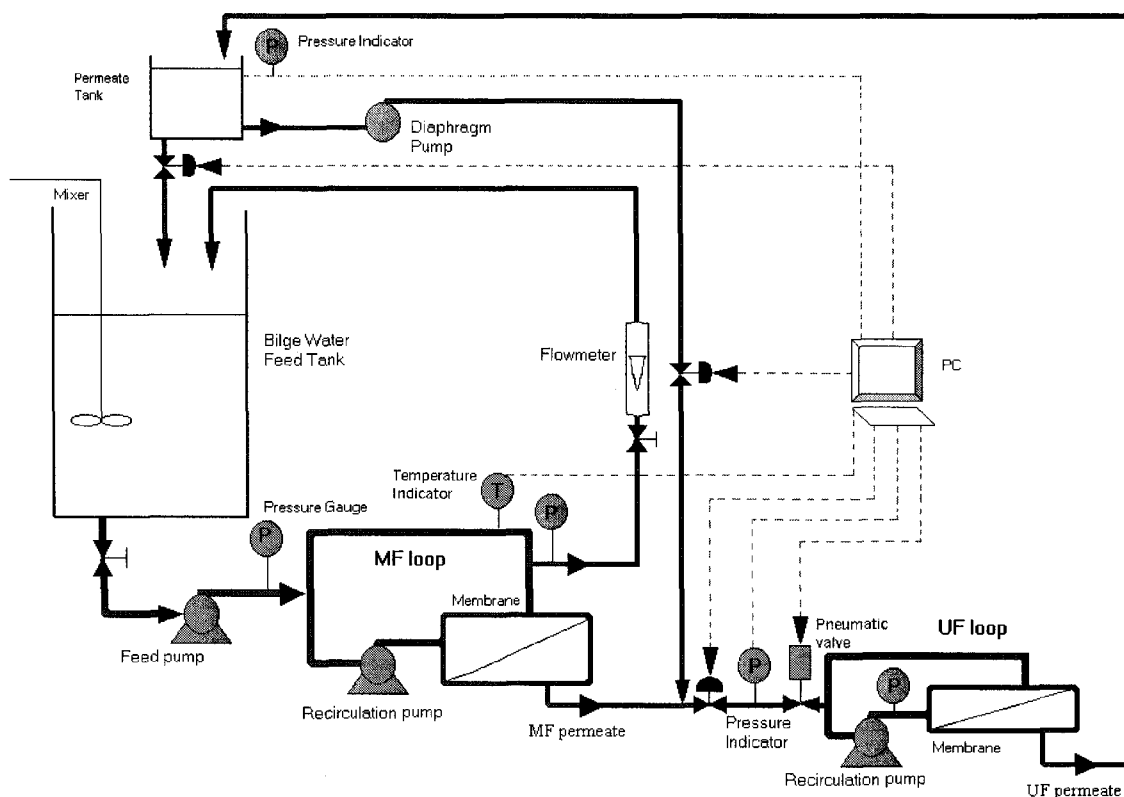 P
Pressure Indicator
Permeate
Tank
Diaphragm
Pump
Mixer
Bilge Water
Feed Tank
Flowmeter
PC
Temperature
Indicator
T
Pressure Gauge
P
P
MF loop
Membrane
Pneumatic
valve
UF loop
Feed pump
P
P
Recirculation pump
MF permeate
Pressure
Indicator
Membrane
Recirculation pump
UF permeate